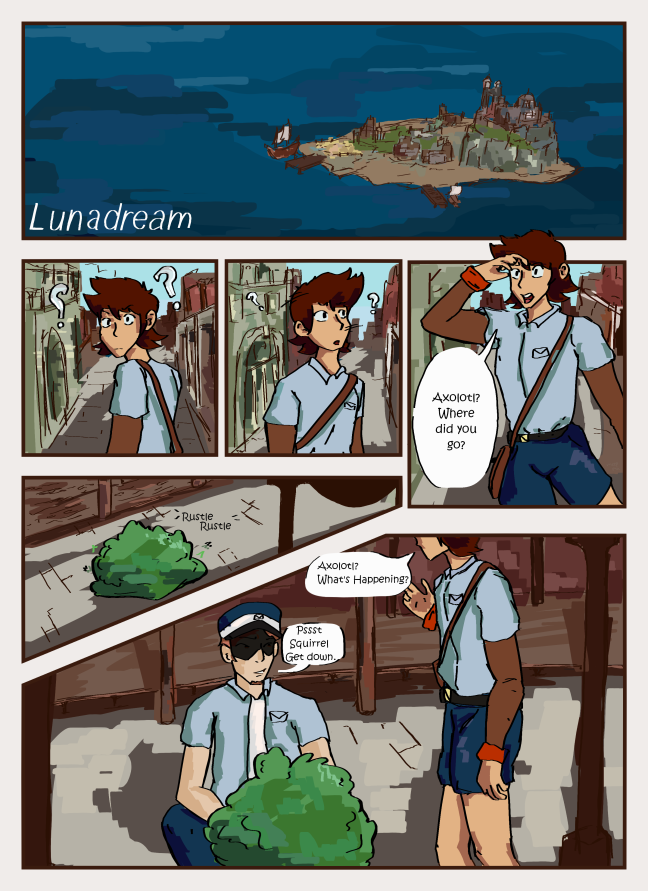 Lunadream
?
?
?
?
Axolotl?
Where
did you
go?
Rustle
Rustle
Axolotl?
What's Happening?
Pssst
Squirrel
Get down.